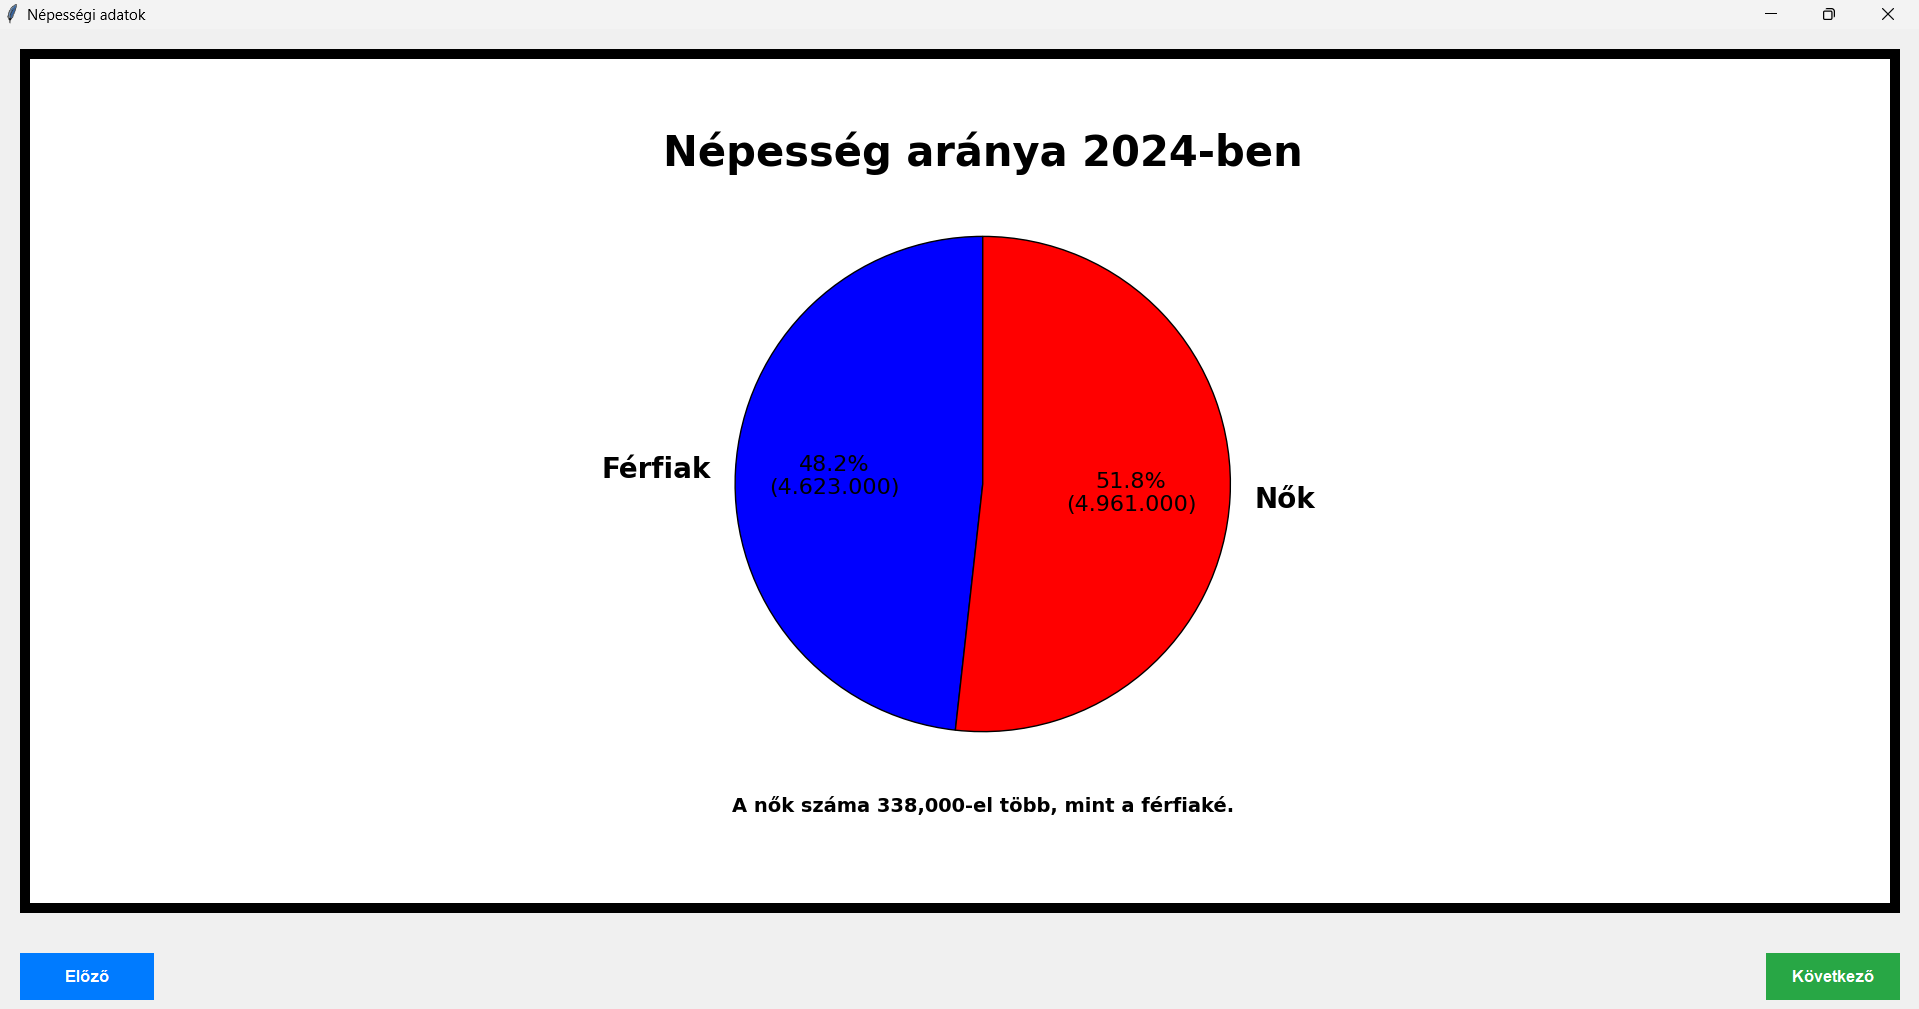 Népességi adatok
Népesség aránya 2024-ben
Férfiak
48.2%
(4.623.000)
51.8%
(4.961.000)
Nők
A nők száma 338,000-el több, mint a férfiaké.
Előző
Következő